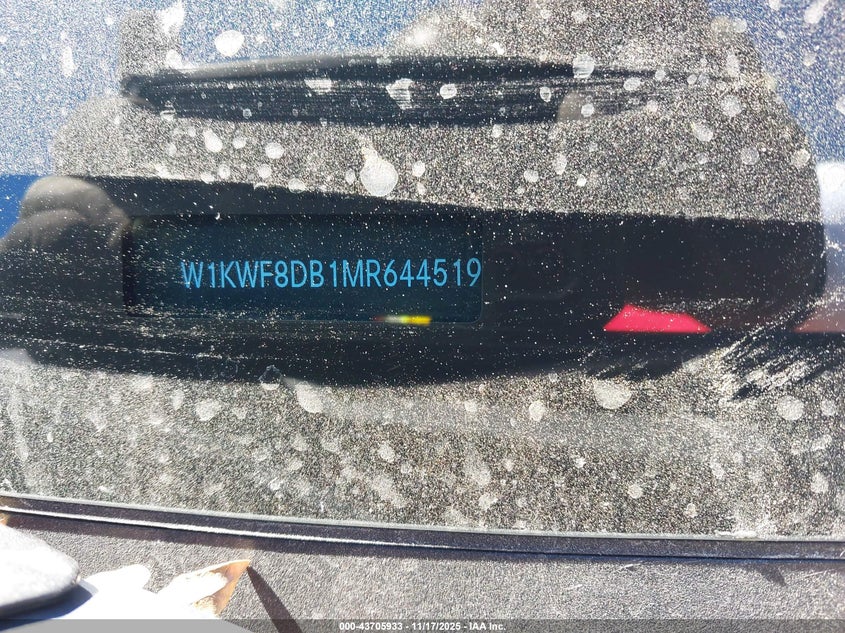 W1KWF8DB1MR644519
000-43705933 - 11/17/2025 - IAA Inc.